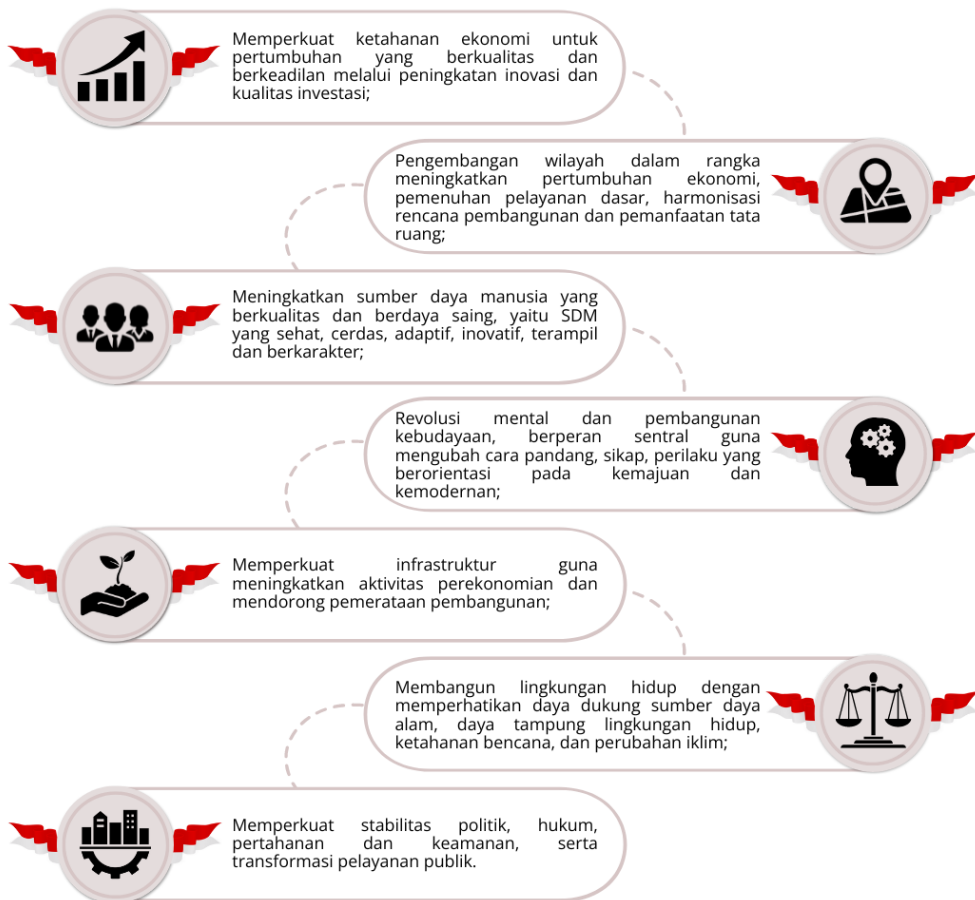 Memperkuat ketahanan ekonomi untuk
pertumbuhan yang berkualitas dan
berkeadilan melalui peningkatan inovasi dan
kualitas investasi;
Pengembangan wilayah dalam rangka
meningkatkan pertumbuhan ekonomi,
pemenuhan pelayanan dasar, harmonisasi
rencana pembangunan dan pemanfaatan tata
ruang;
Meningkatkan sumber daya manusia yang
berkualitas dan berdaya saing, yaitu SDM
yang sehat, cerdas, adaptif, inovatif, terampil
dan berkarakter;
Revolusi mental dan pembangunan
kebudayaan, berperan sentral guna
mengubah cara pandang, sikap, perilaku yang
berorientasi pada kemajuan dan
kemodernan;
Memperkuat infrastruktur guna
meningkatkan aktivitas perekonomian dan
mendorong pemerataan pembangunan;
Membangun lingkungan hidup dengan
memperhatikan daya dukung sumber daya
alam, daya tampung lingkungan hidup,
ketahanan bencana, dan perubahan iklim;
Memperkuat stabilitas politik, hukum,
pertahanan dan keamanan, serta
transformasi pelayanan publik.